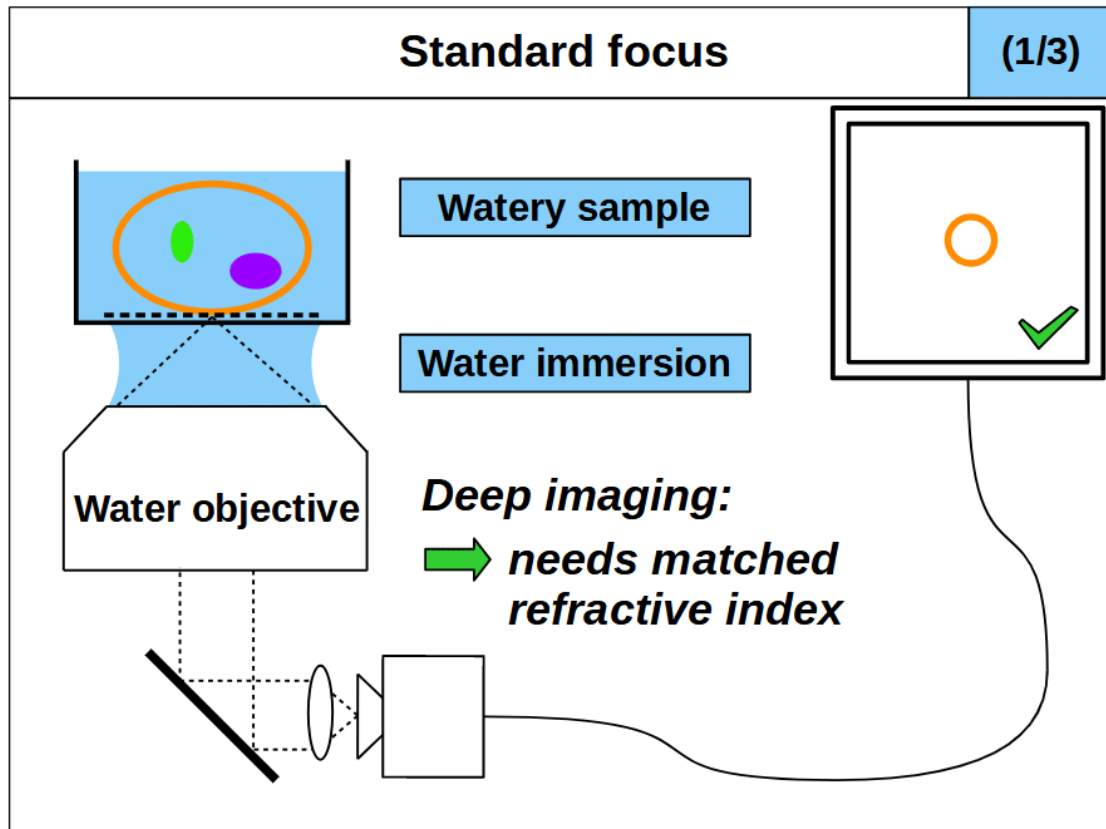 Standard focus
(1/3)
Watery sample
Water immersion
Water objective
Deep imaging:
needs matched
refractive index